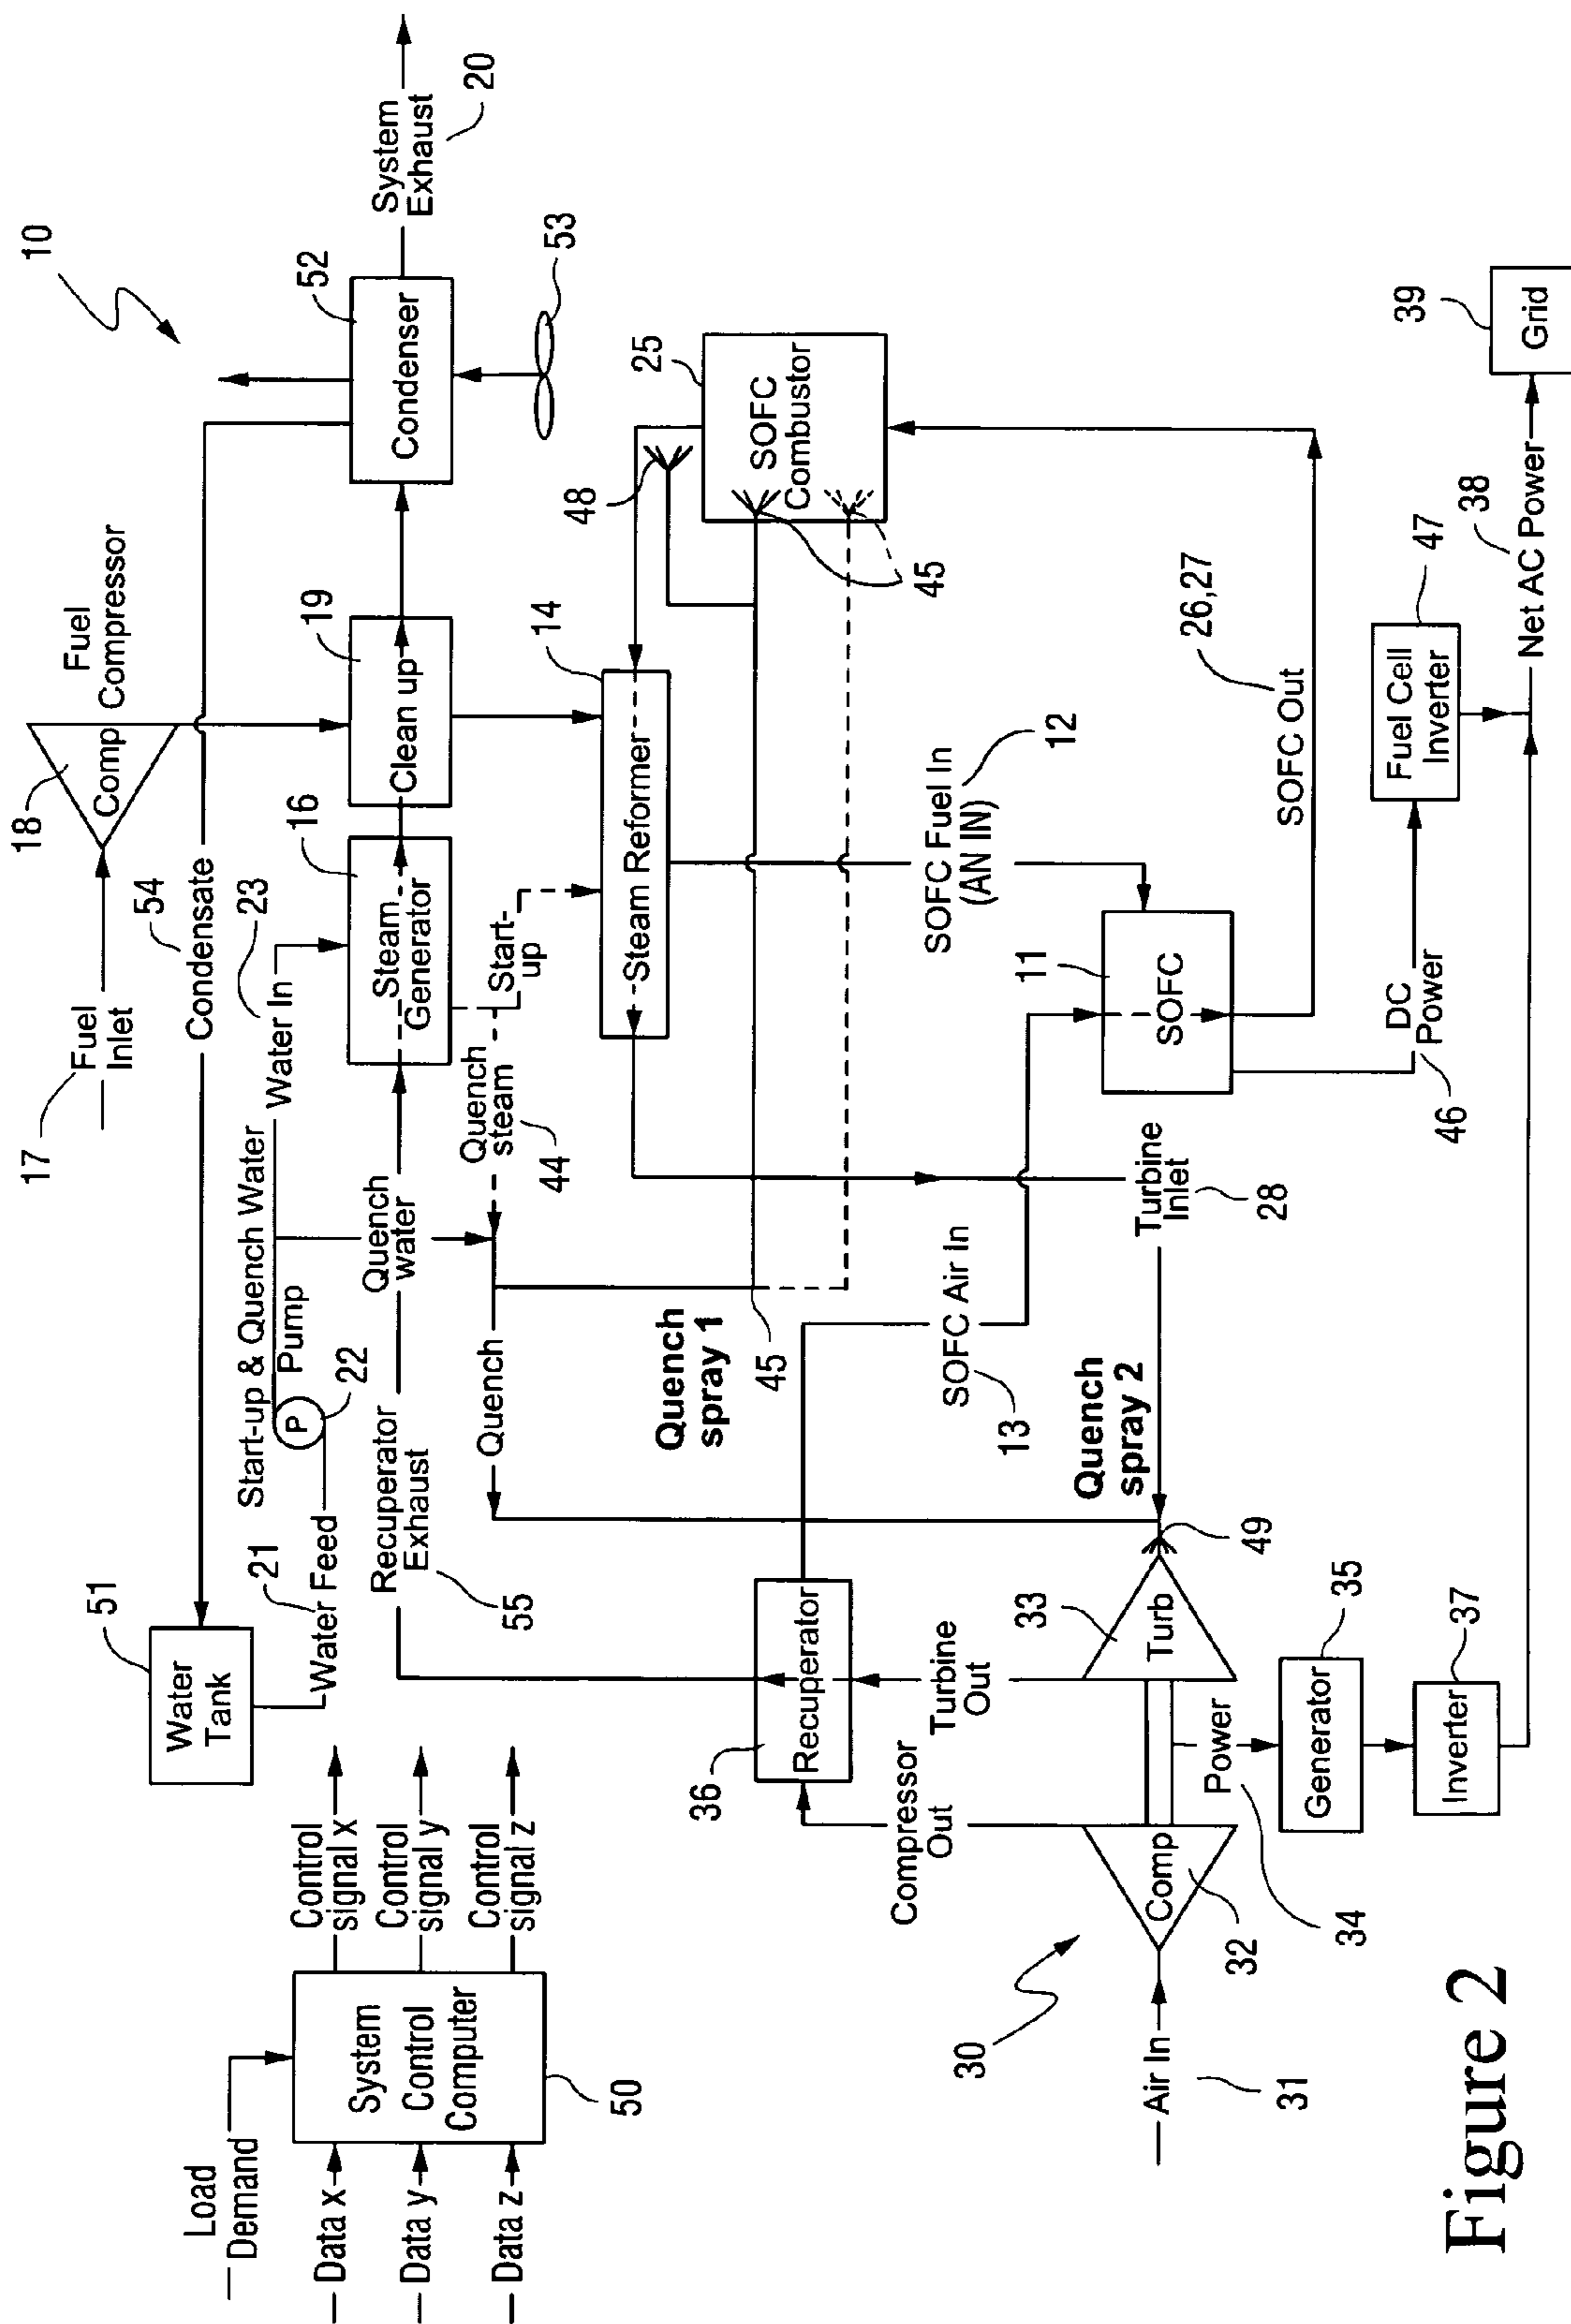 10
17
Fuel
Inlet
18
Comp
Fuel
Compressor
54
Condensate
Start-up & Quench Water
Pump
P
22
23
Water In
51
Water
Tank
21
Water Feed
16
Steam
Generator
19
Clean up
52
Condenser
53
System
Exhaust
20
Recuperator
Exhaust
55
Quench
water
Quench
steam
44
Start-
up
Quench
14
Steam Reformer
48
25
SOFC
Combustor
45
Quench
spray 1
45
Load
Demand
Data x
Data y
Data z
System
Control
Computer
50
Control
signal x
Control
signal y
Control
signal z
36
Recuperator
Compressor
Out
Turbine
Out
SOFC Air In
13
SOFC Fuel In
(AN IN)
12
11
SOFC
26,27
SOFC Out
Turbine
Inlet
28
Quench
spray 2
49
30
Air In
31
Comp
32
33
Turb
Power
34
35
Generator
37
Inverter
DC
Power
46
47
Fuel Cell
Inverter
38
Net AC Power
39
Grid
Figure 2